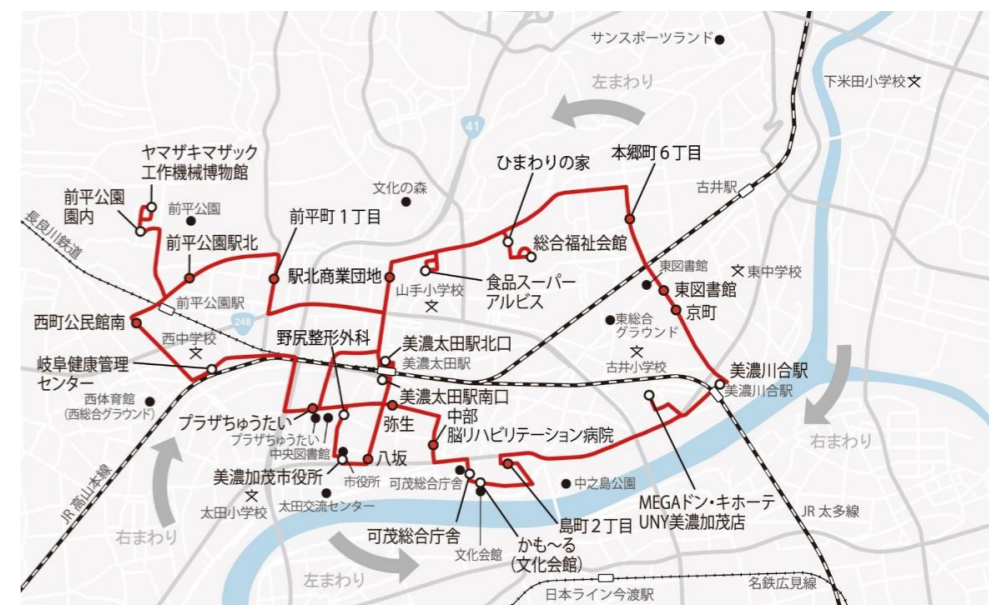 サンスポーツランド
左まわり
下米田小学校
41
ヤマザキマザック
工作機械博物館
ひまわりの家
本郷町6丁目
古井駅
前平公園
園内
前平公園
文化の森
前平町1丁目
長良川鉄道
前平公園駅北
駅北商業団地
総合福祉会館
山手小学校
食品スーパー
アルビス
東図書館
東中学校
東図書館
京町
前平公園駅
248
西町公民館南
西中学校
野尻整形外科
東総合
グラウンド
美濃太田駅北口
美濃太田駅
古井小学校
岐阜健康管理
センター
美濃川合駅
美濃川合駅
西体育館
(西総合グラウンド)
美濃太田駅南口
プラザちゅうたい
弥生
中部
脳リハビリテーション病院
右まわり
プラザちゅうたい
中央図書館
八坂
美濃加茂市役所
市役所
可茂総合庁舎
中之島公園
太田小学校
太田交流センター
MEGAドン・キホーテ
UNY美濃加茂店
JR 高山本線
JR 太多線
右まわり
可茂総合庁舎
島町2丁目
文化会館
かも~る
(文化会館)
左まわり
日本ライン今渡駅
名鉄広見線